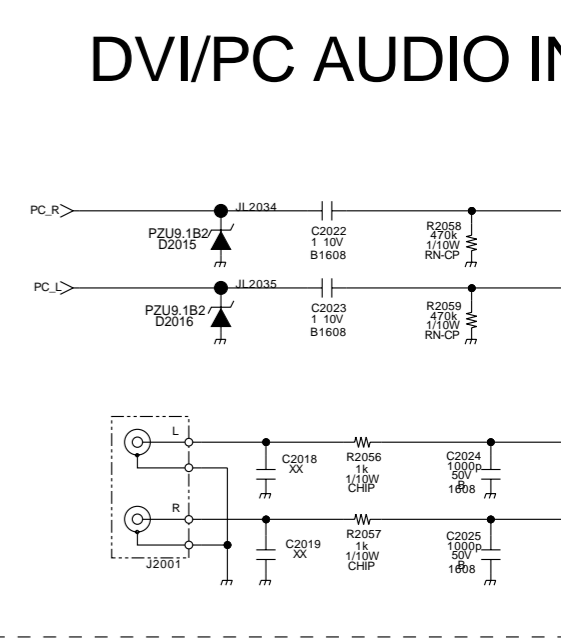 DVI/PC AUDIO IN
PC_R
JL2034
PZU9.1B2
D2015
C2022
1 10V
B1608
R2058
470k
1/10W
RN-CP
PC_L
JL2035
PZU9.1B2
D2016
C2023
1 10V
B1608
R2059
470k
1/10W
RN-CP
L
C2018
XX
R2056
1k
1/10W
CHIP
C2024
1000p
50V
B
1608
R
J2001
C2019
XX
R2057
1k
1/10W
CHIP
C2025
1000p
50V
B
1608